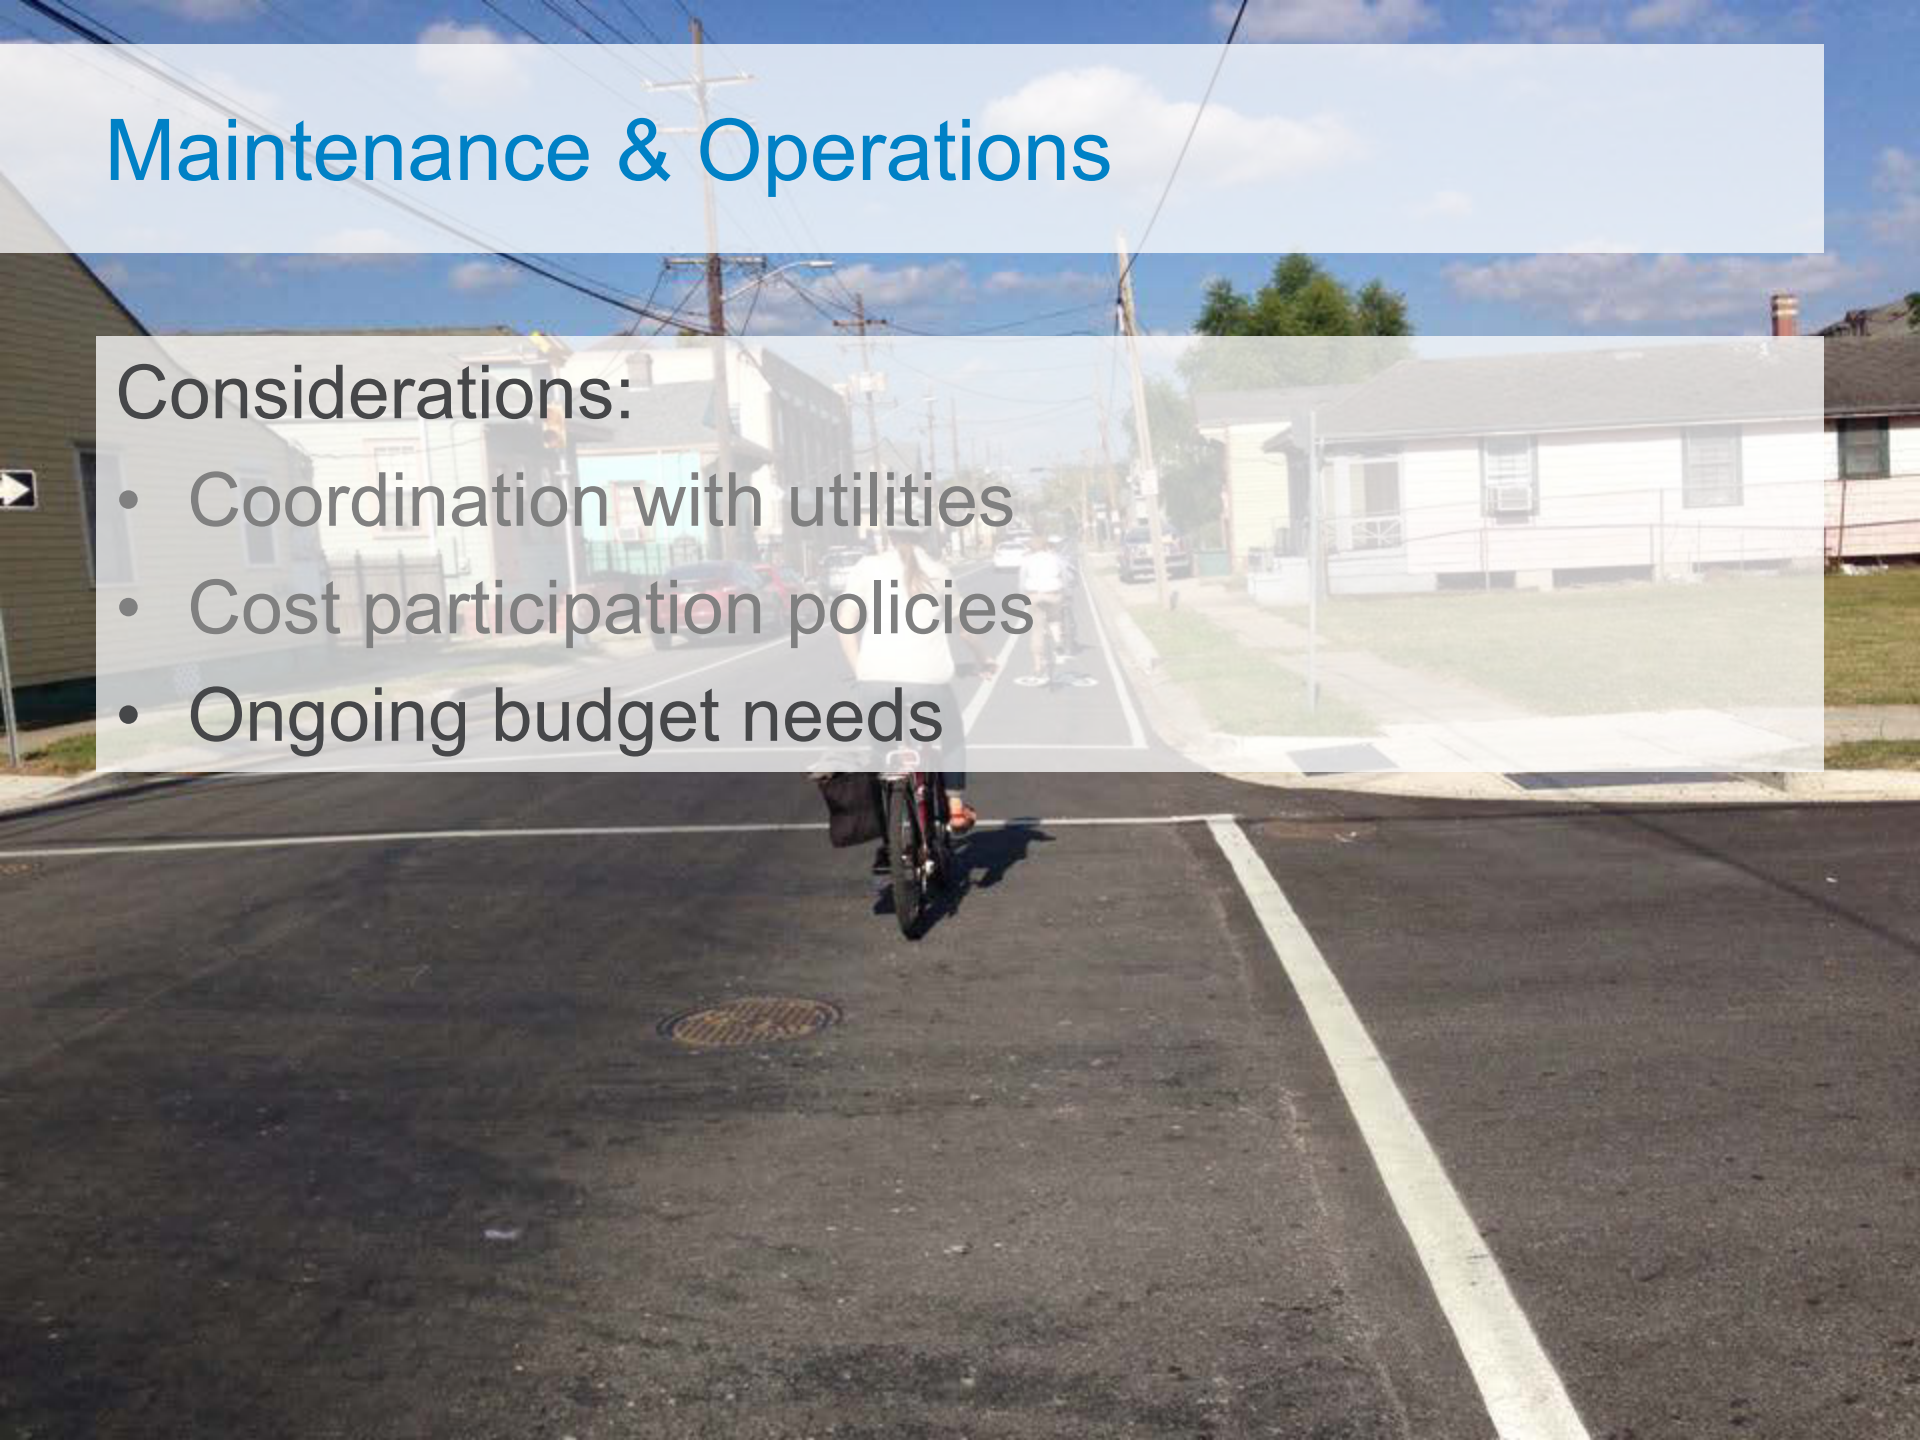 Maintenance & Operations
Considerations:
• Coordination with utilities
• Cost participation policies
• Ongoing budget needs